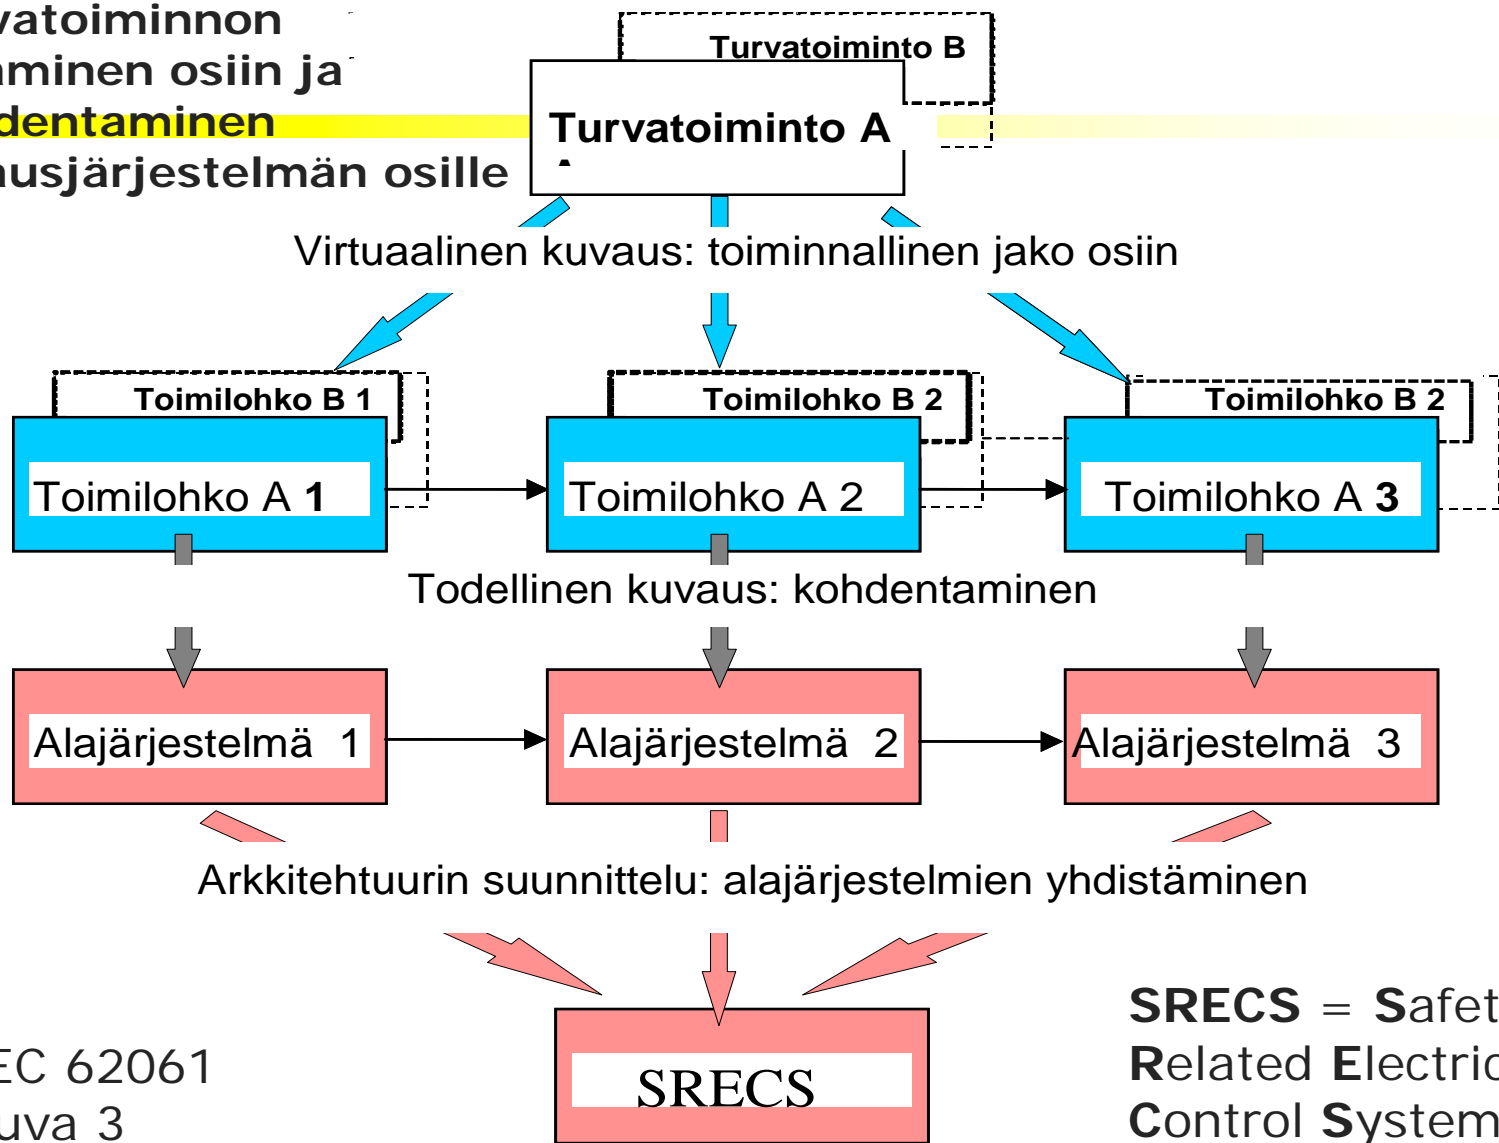 vatoiminnon
aminen osiin ja
dentaminen
ausjärjestelmän osille
Turvatoiminto B
Turvatoiminto A
Virtuaalinen kuvaus: toiminnallinen jako osiin
Toimilohko B 1
Toimilohko B 2
Toimilohko B 2
Toimilohko A 1
Toimilohko A 2
Toimilohko A 3
Todellinen kuvaus: kohdentaminen
Alajärjestelmä 1
Alajärjestelmä 2
Alajärjestelmä 3
Arkkitehtuurin suunnittelu: alajärjestelmien yhdistäminen
SRECS
EC 62061
uva 3
SRECS = Safet
Related Electric
Control System